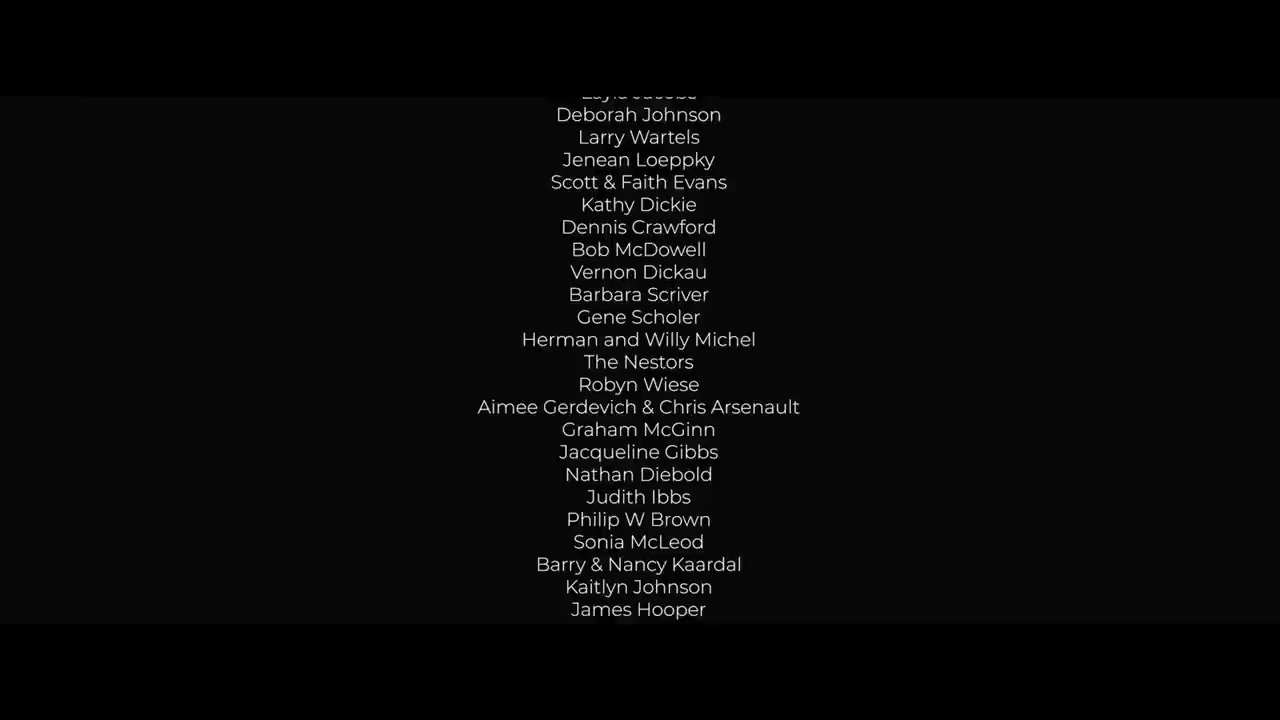 Deborah Johnson
Larry Wartels
Jenean Loeppky
Scott & Faith Evans
Kathy Dickie
Dennis Crawford
Bob McDowell
Vernon Dickau
Barbara Scriver
Gene Scholer
Herman and Willy Michel
The Nestors
Robyn Wiese
Aimee Gerdevich & Chris Arsenault
Graham McGinn
Jacqueline Gibbs
Nathan Diebold
Judith Ibbs
Philip W Brown
Sonia McLeod
Barry & Nancy Kaardal
Kaitlyn Johnson
James Hooper